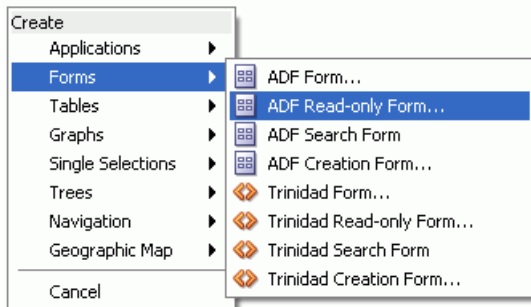 Create
Applications
Forms
Tables
Graphs
Single Selections
Trees
Navigation
Geographic Map
Cancel
ADF Form...
ADF Read-only Form...
ADF Search Form
ADF Creation Form...
Trinidad Form...
Trinidad Read-only Form...
Trinidad Search Form
Trinidad Creation Form...